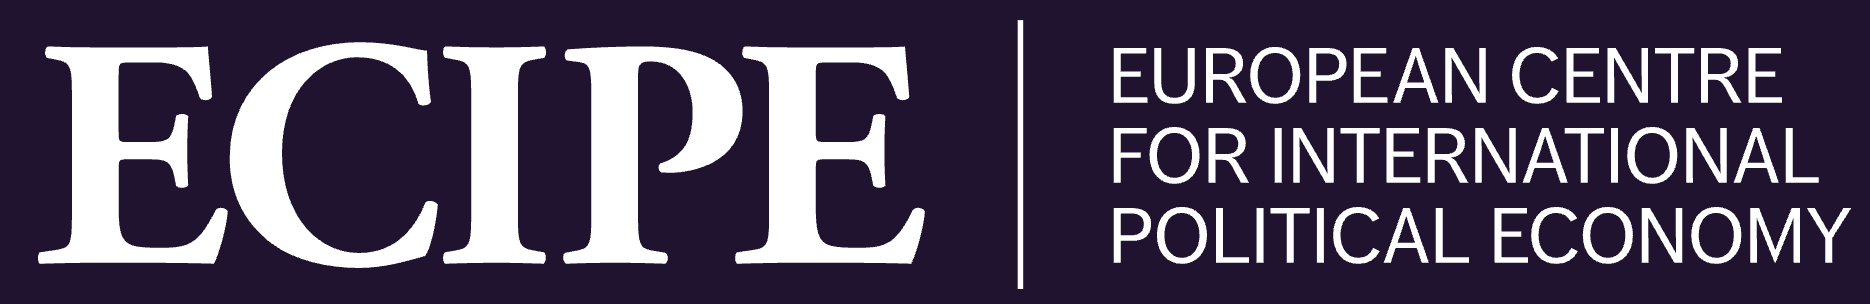 ECIPE
EUROPEAN CENTRE
FOR INTERNATIONAL
POLITICAL ECONOMY